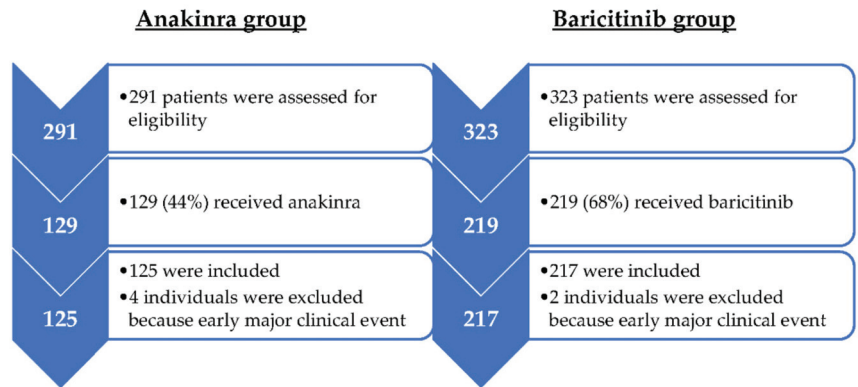 Anakinra group
291
•291 patients were assessed for
eligibility
129
•129 (44%) received anakinra
125
•125 were included
•4 individuals were excluded
because early major clinical event
Baricitinib group
323
•323 patients were assessed for
eligibility
219
•219 (68%) received baricitinib
217
•217 were included
•2 individuals were excluded
because early major clinical event